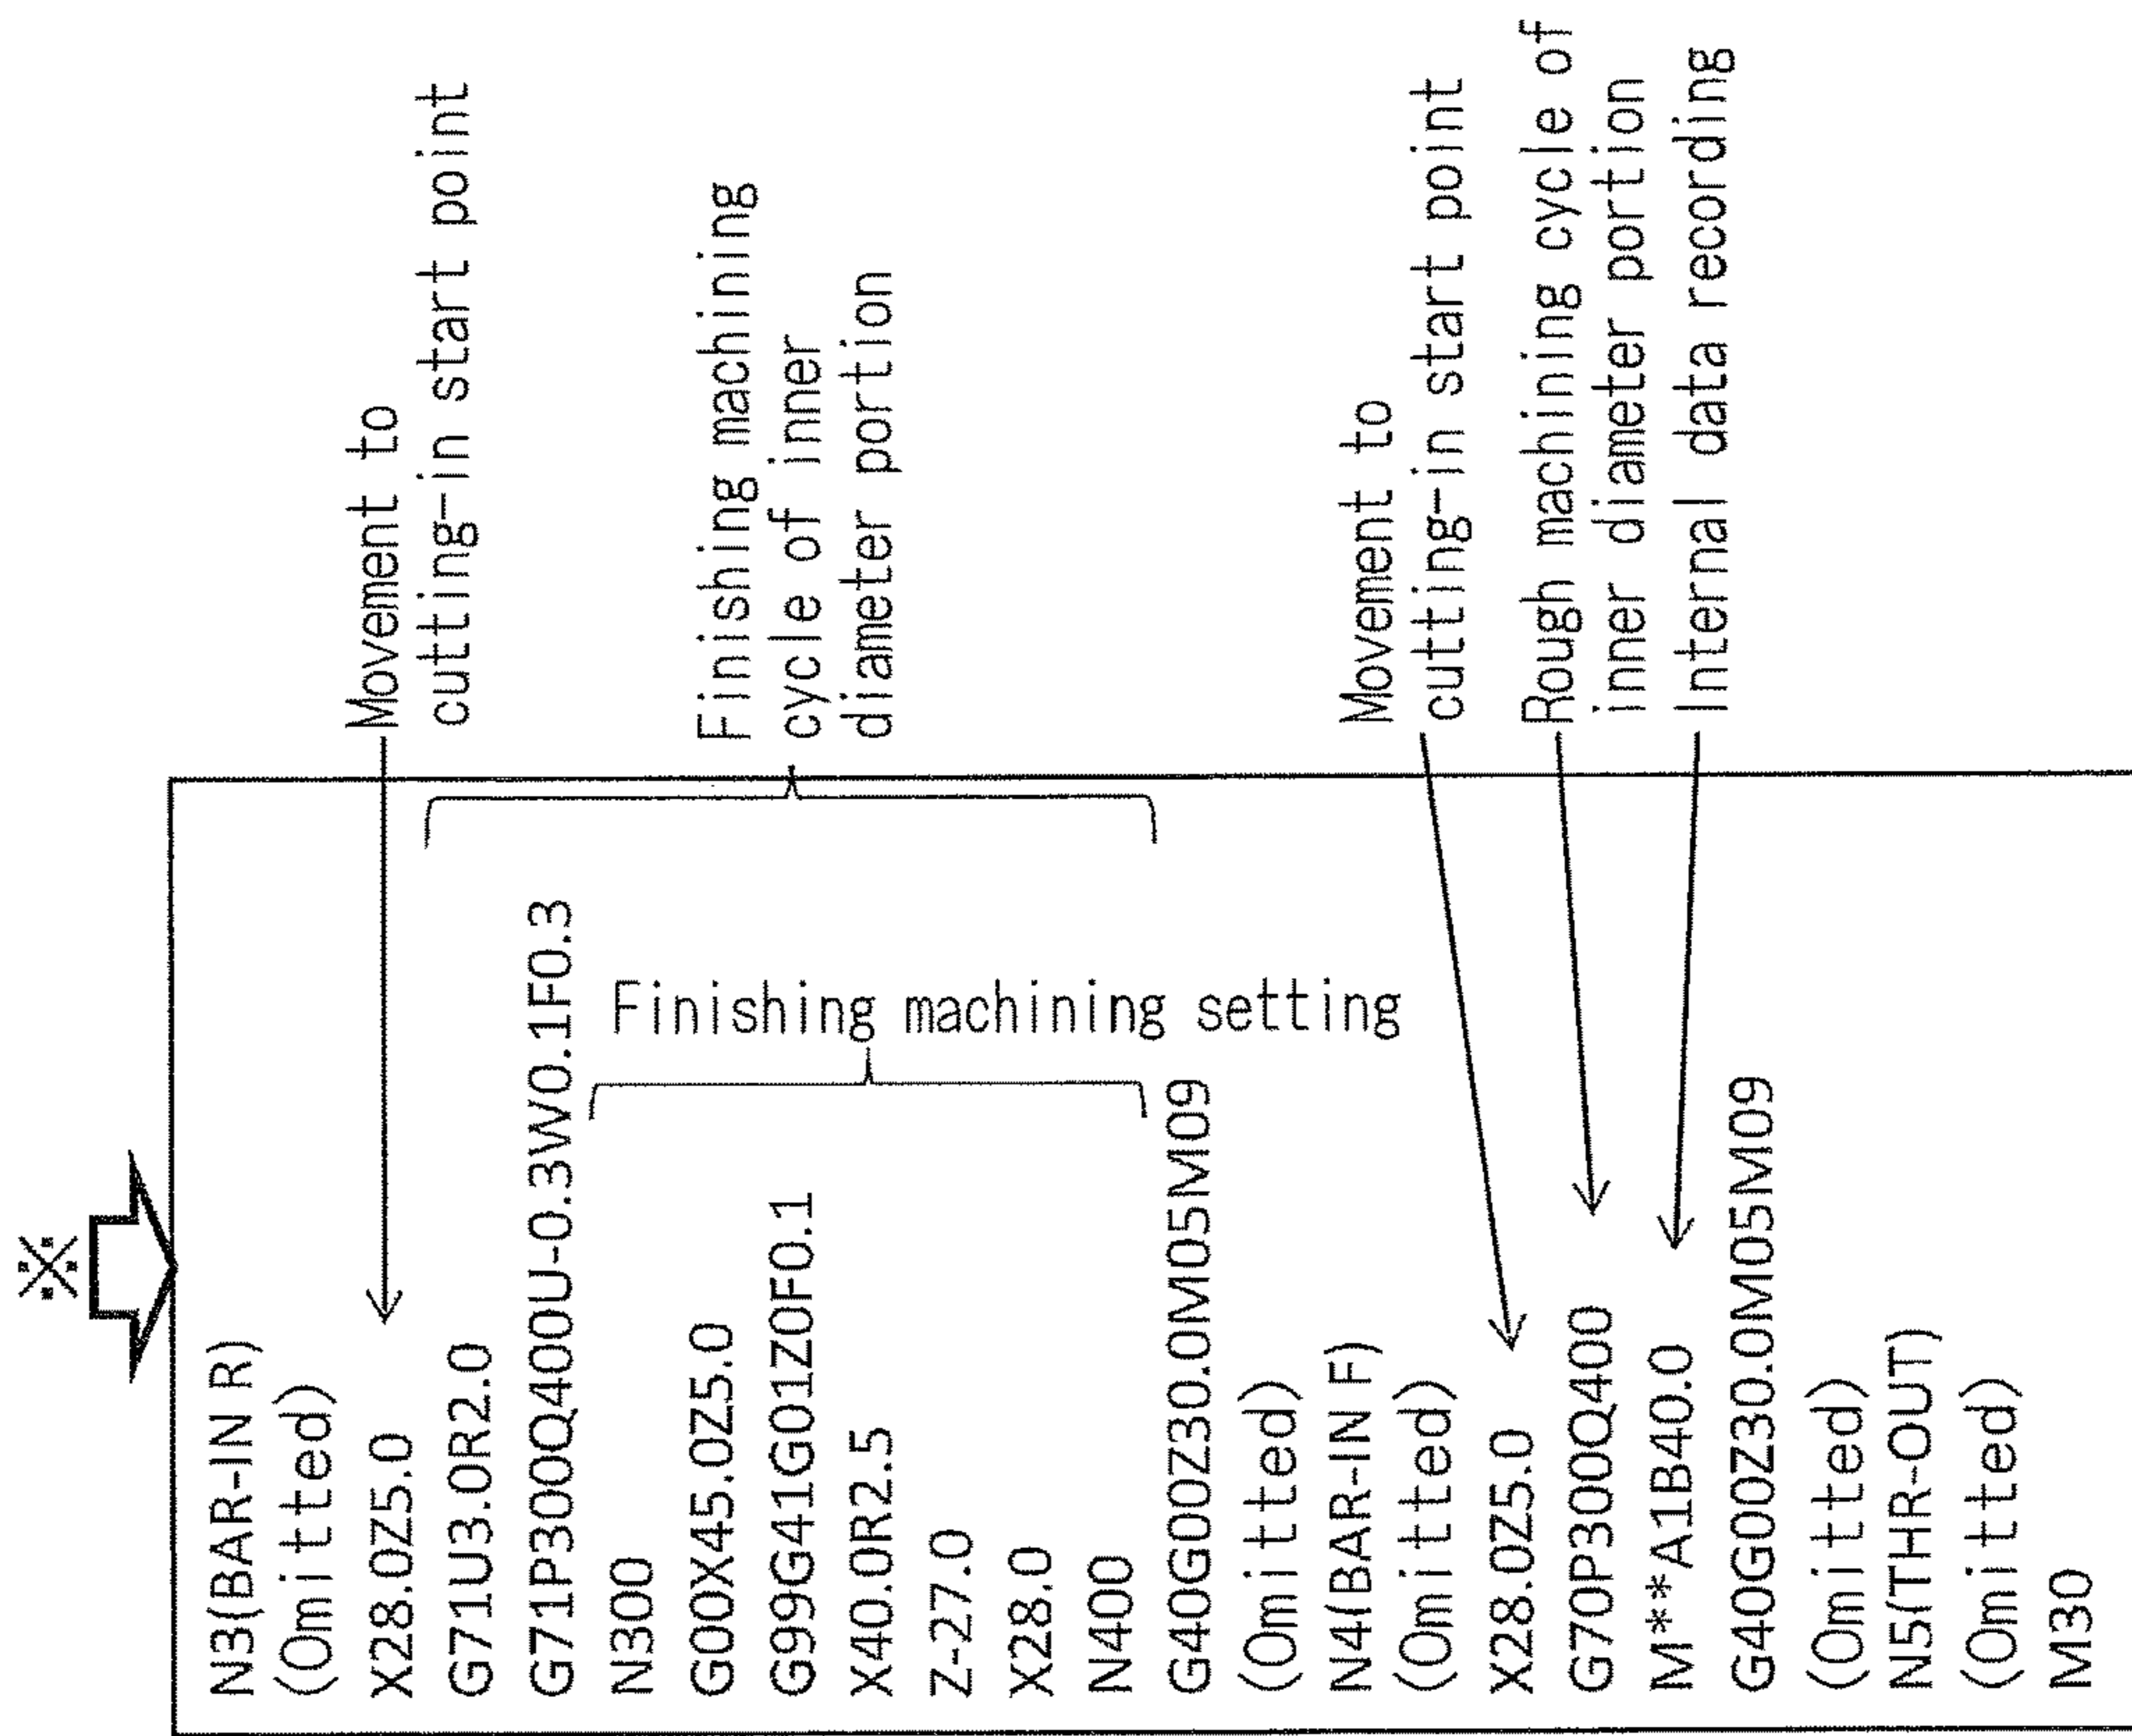 ※
N3(BAR-IN R)
(Omitted)
X28.0Z5.0
Movement to
cutting-in start point
G71U3.0R2.0
G71P300Q400U-0.3W0.1F0.3
Finishing machining
cycle of inner
diameter portion
N300
Finishing machining setting
G00X45.0Z5.0
G99G41G01Z0F0.1
X40.0R2.5
Z-27.0
X28.0
N400
G40G00Z30.0M05M09
(Omitted)
N4(BAR-IN F)
(Omitted)
X28.0Z5.0
Movement to
cutting-in start point
G70P300Q400
Rough machining cycle of
inner diameter portion
M**A1B40.0
Internal data recording
G40G00Z30.0M05M09
(Omitted)
N5(THR-OUT)
(Omitted)
M30